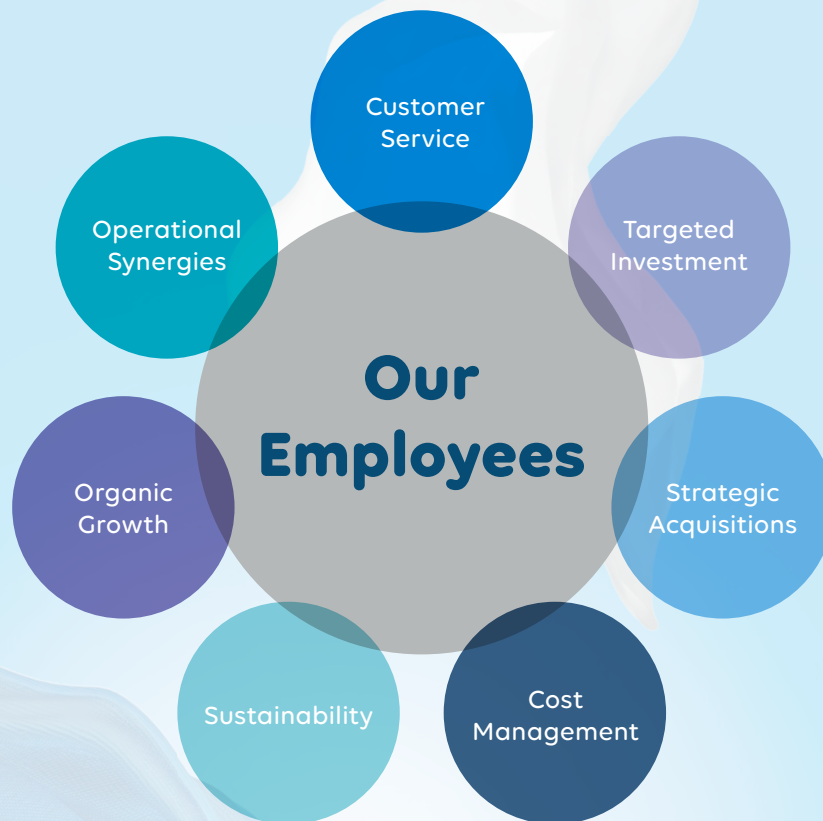 Customer
Service
Targeted
Investment
Strategic
Acquisitions
Cost
Management
Sustainability
Organic
Growth
Operational
Synergies
Our
Employees